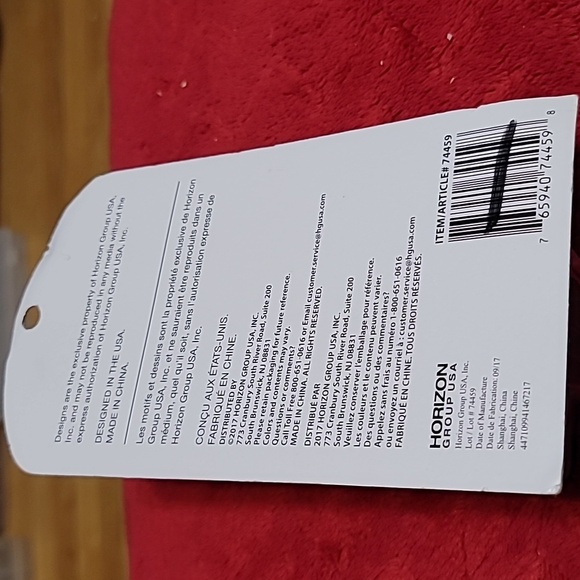 Designs are the exclusive property of Horizon Group USA,
Inc. and may not be reproduced in any media without the
express authorization of Horizon Group USA, Inc.
DESIGNED IN THE USA.
MADE IN CHINA.
Les motifs et dessins sont la propriété exclusive de Horizon
Group USA, Inc. et ne sauraient être reproduits dans un
médium, quel qu'il soit, sans l'autorisation expresse de
Horizon Group USA, Inc.
CONÇU AUX ÉTATS-UNIS.
FABRIQUÉ EN CHINE.
DISTRIBUTED BY
©2017 HORIZON GROUP USA, INC.
773 Cranbury South River Road, Suite 200
South Brunswick, NJ 08831
Please retain packaging for future reference.
Colors and contents may vary.
Questions or comments?
Call Toll Free 800-651-0616 or Email customer.service@hgusa.com
MADE IN CHINA. ALL RIGHTS RESERVED.
DISTRIBUÉ PAR
2017 HORIZON GROUP USA, INC.
773 Cranbury South River Road, Suite 200
South Brunswick, NJ 08831
Veuillez conserver l'emballage pour référence.
Les couleurs et le contenu peuvent varier.
Des questions ou des commentaires?
Appelez sans frais au numéro 1-800-651-0616
ou envoyez un courriel à : customer.service@hgusa.com
FABRIQUÉ EN CHINE. TOUS DROITS RÉSERVÉS.
HORIZON
GROUP USA
Horizon Group USA, Inc.
Lot / Lot # 74459
Date of Manufacture
Date de Fabrication: 09/17
Shanghai, China
Shanghai, Chine
447109941467217
ITEM/ARTICLE# 74459
7 65940 74459 8